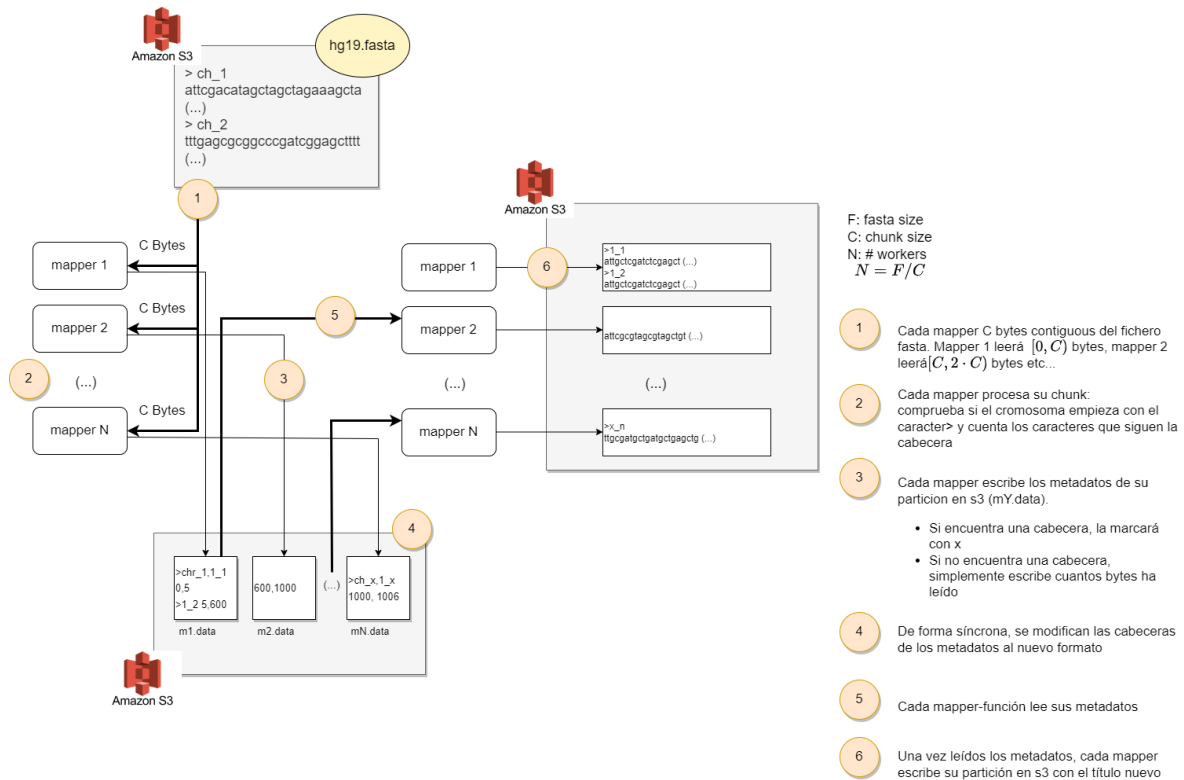 Amazon S3
hg19.fasta
> ch_1
attcgacatagctagctagaaagcta
(...)
> ch_2
tttgagcgcggcccgatcggagctttt
(...)
1
C Bytes
mapper 1
C Bytes
mapper 2
2
(...)
C Bytes
mapper N
3
5
mapper 1
mapper 2
(...)
mapper N
Amazon S3
6
>1_1
attgctcgatctcgagct (...)
>1_2
attgctcgatctcgagct (...)
attcgcgtagcgtagctgt (...)
(...)
>x_n
ttgcgatgctgatgctgagctg (...)
4
>chr_1,1_1
0,5
>1_2 5,600
m1.data
600,1000
m2.data
(...)
>ch_x,1_x
1000, 1006
mN.data
Amazon S3
F: fasta size
C: chunk size
N: # workers
N = F/C
1
Cada mapper C bytes contiguous del fichero
fasta. Mapper 1 leerá [0, C) bytes, mapper 2
leerá[C, 2 · C) bytes etc...
2
Cada mapper procesa su chunk:
comprueba si el cromosoma empieza con el
caracter> y cuenta los caracteres que siguen la
cabecera
3
Cada mapper escribe los metadatos de su
particion en s3 (mY.data).
• Si encuentra una cabecera, la marcará
con x
• Si no encuentra una cabecera,
simplemente escribe cuantos bytes ha
leído
4
De forma síncrona, se modifican las cabeceras
de los metadatos al nuevo formato
5
Cada mapper-función lee sus metadatos
6
Una vez leídos los metadatos, cada mapper
escribe su partición en s3 con el título nuevo